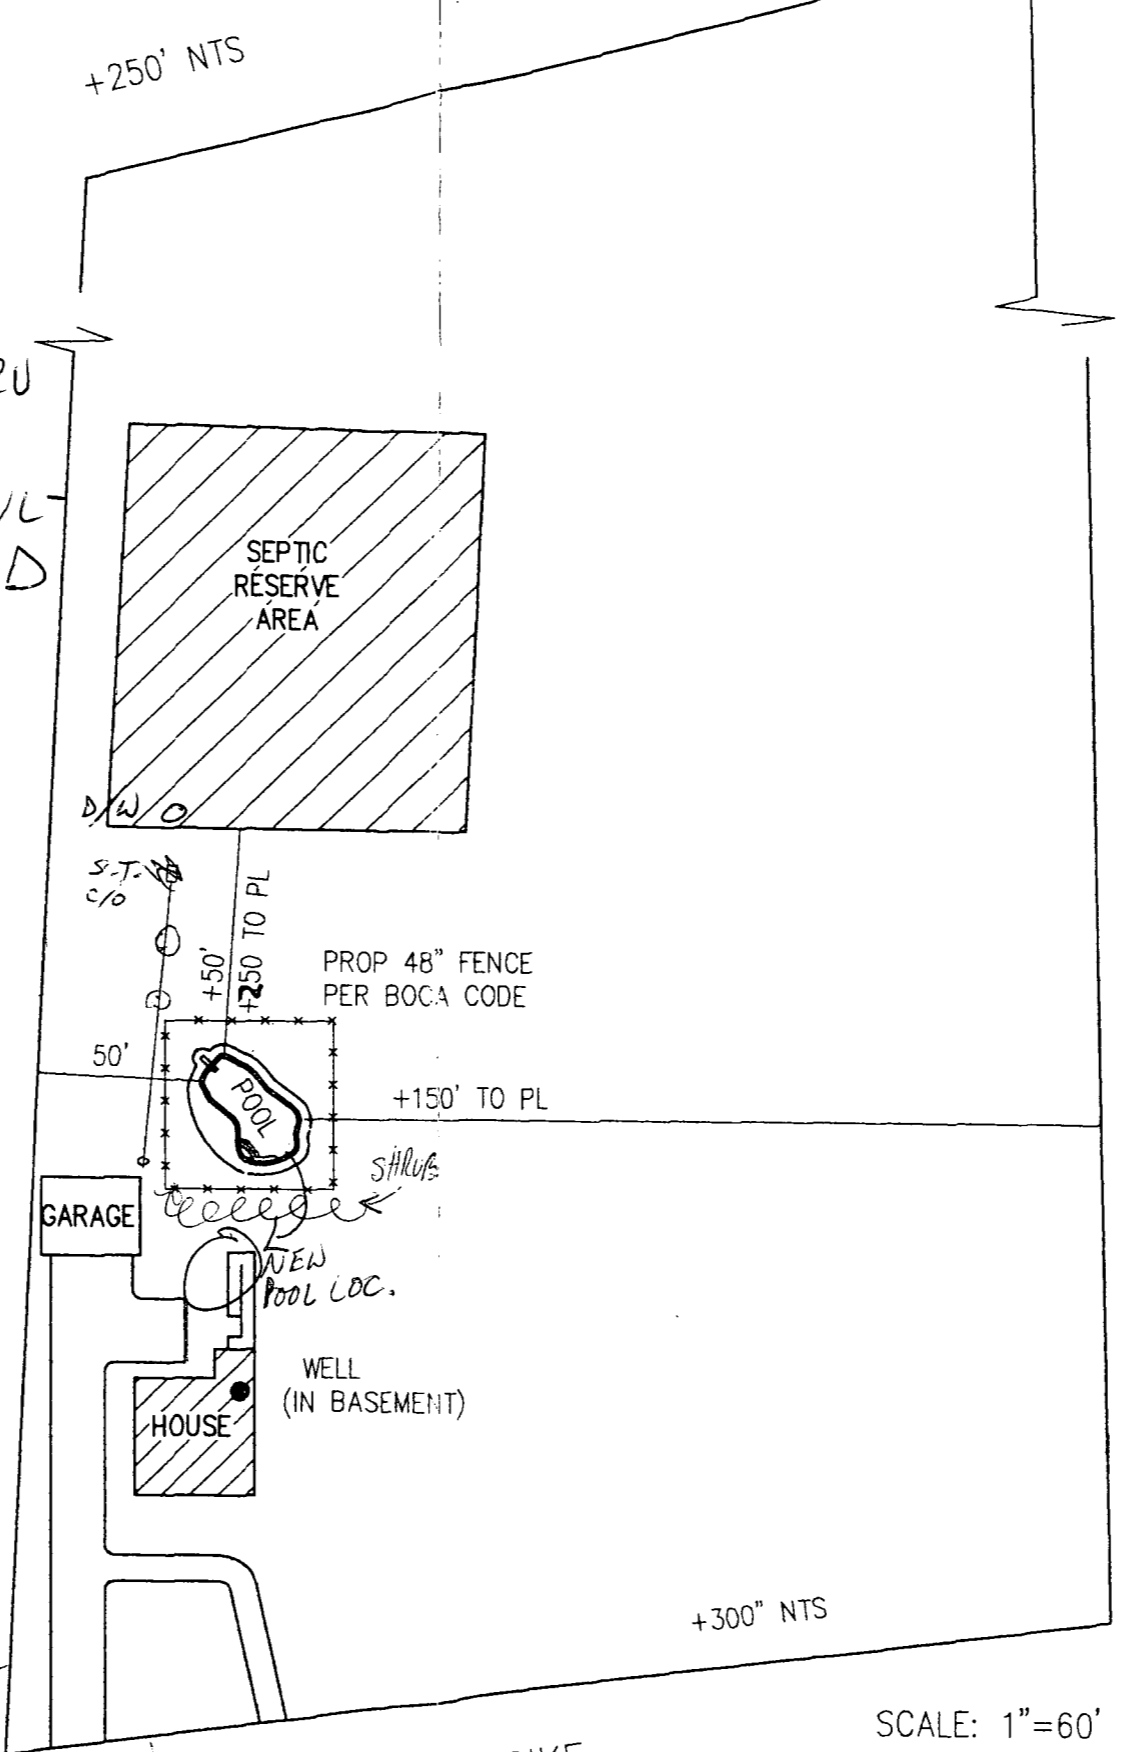 +250' NTS
SEPTIC
RESERVE
AREA
D/W
S.T.
C/O
+50'
+250 TO PL
PROP 48" FENCE
PER BOCA CODE
50'
POOL
+150' TO PL
SHRUBS
GARAGE
NEW
POOL LOC.
WELL
(IN BASEMENT)
HOUSE
+300" NTS
SCALE: 1"=60'